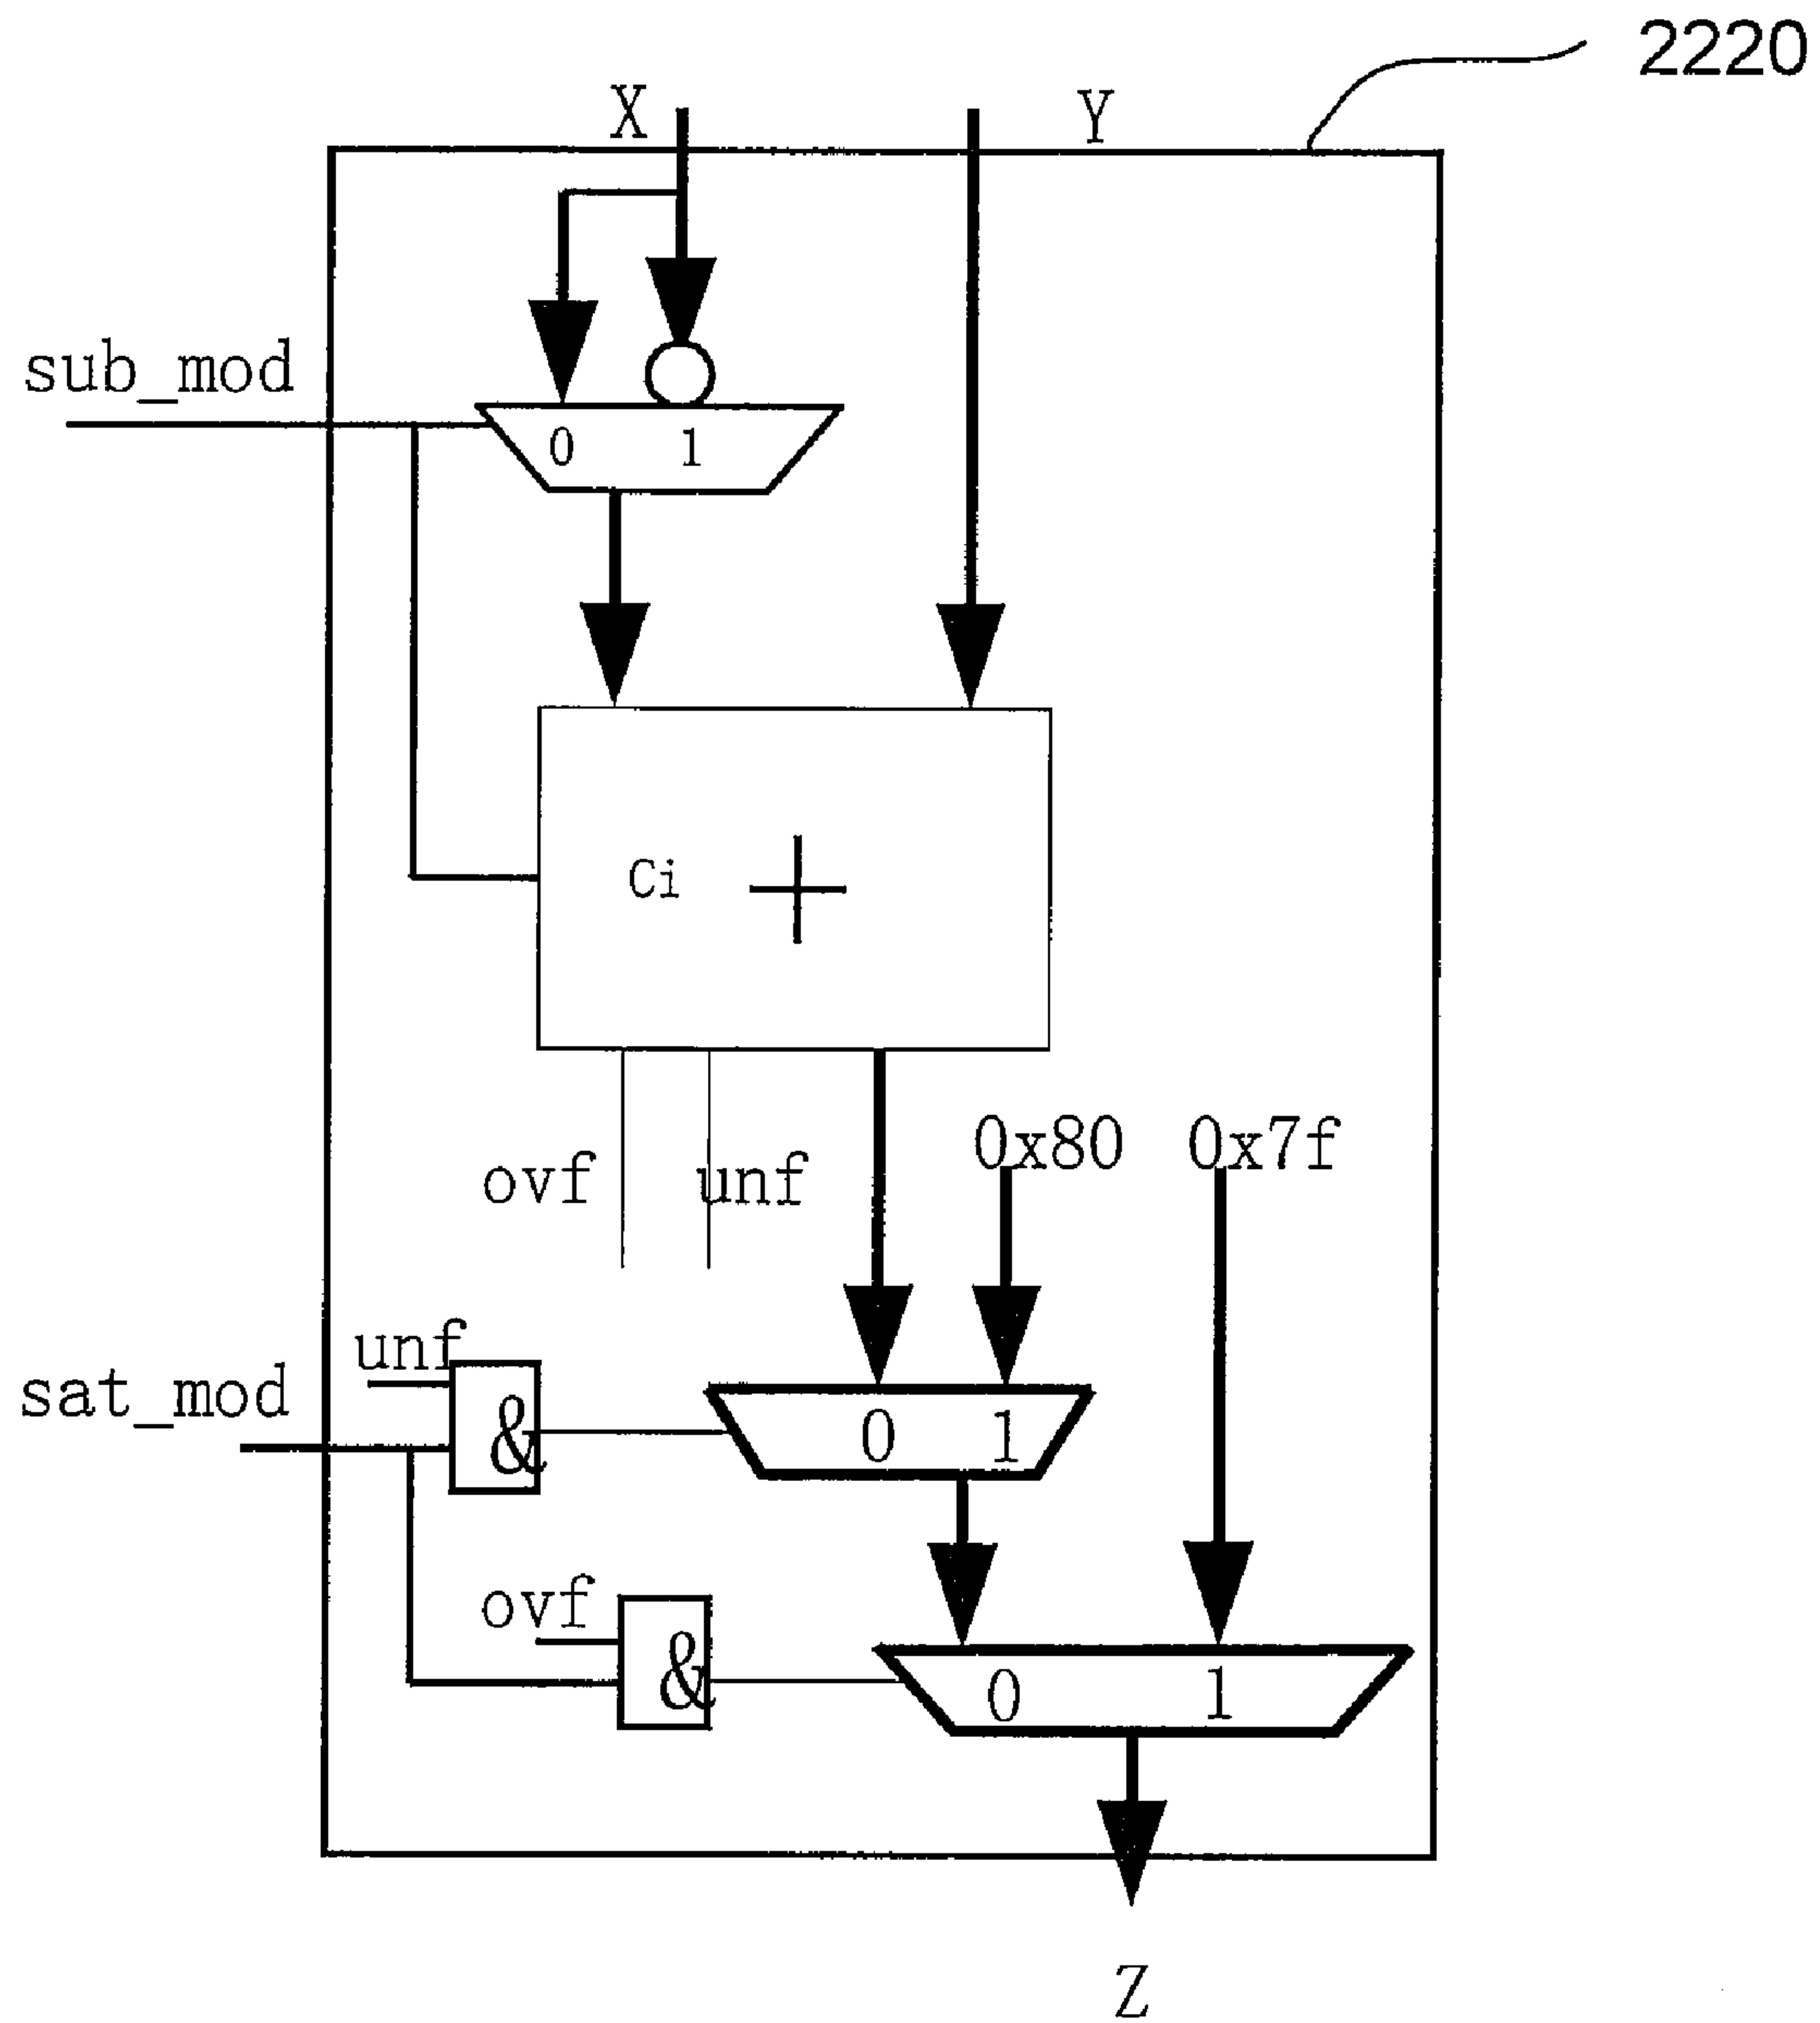 2220
X Y
sub_mod
0 1
Ci +
0x80 0x7f
ovf unf
unf
sat_mod
& 0 1
ovf
& 0 1
Z